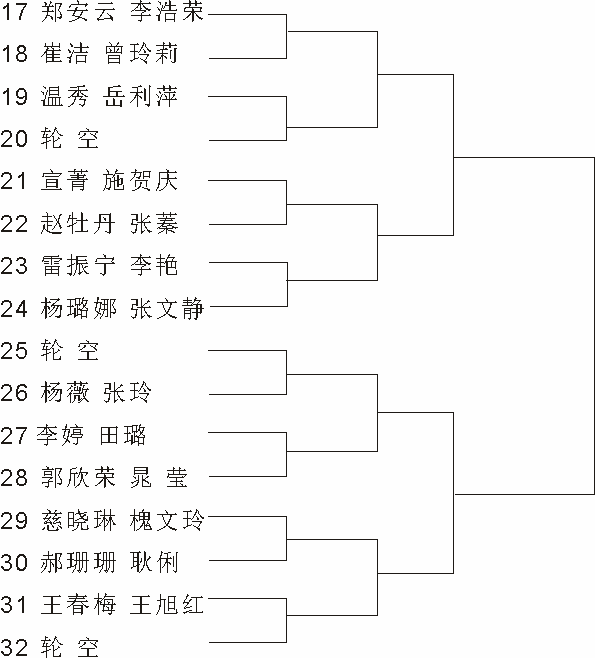 17 郑安云 李浩荣
18 崔洁 曾玲莉
19 温秀 岳利萍
20 轮 空
21 宣菁 施贺庆
22 赵牡丹 张蓁
23 雷振宁 李艳
24 杨璐娜 张文静
25 轮 空
26 杨薇 张玲
27 李婷 田璐
28 郭欣荣 晁 莹
29 慈晓琳 槐文玲
30 郝珊珊 耿俐
31 王春梅 王旭红
32 轮 空